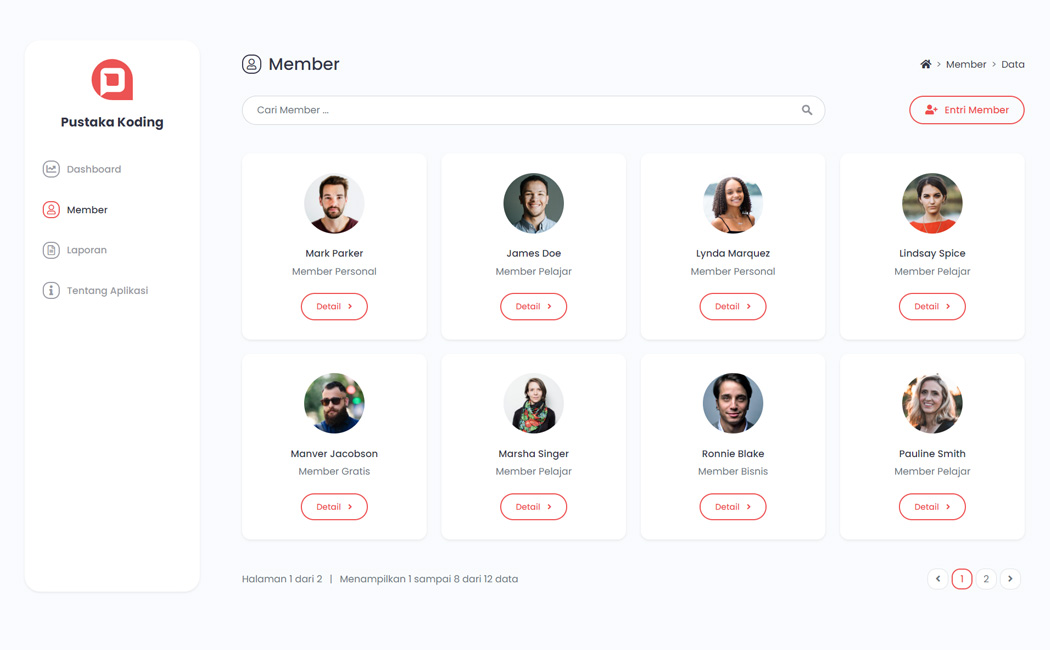 Pustaka Koding
Dashboard
Member
Laporan
Tentang Aplikasi
Member
Member > Data
Cari Member ...
Entri Member
Mark Parker
Member Personal
Detail >
James Doe
Member Pelajar
Detail >
Lynda Marquez
Member Personal
Detail >
Lindsay Spice
Member Pelajar
Detail >
Manver Jacobson
Member Gratis
Detail >
Marsha Singer
Member Pelajar
Detail >
Ronnie Blake
Member Bisnis
Detail >
Pauline Smith
Member Pelajar
Detail >
Halaman 1 dari 2 | Menampilkan 1 sampai 8 dari 12 data
< 1 2 >